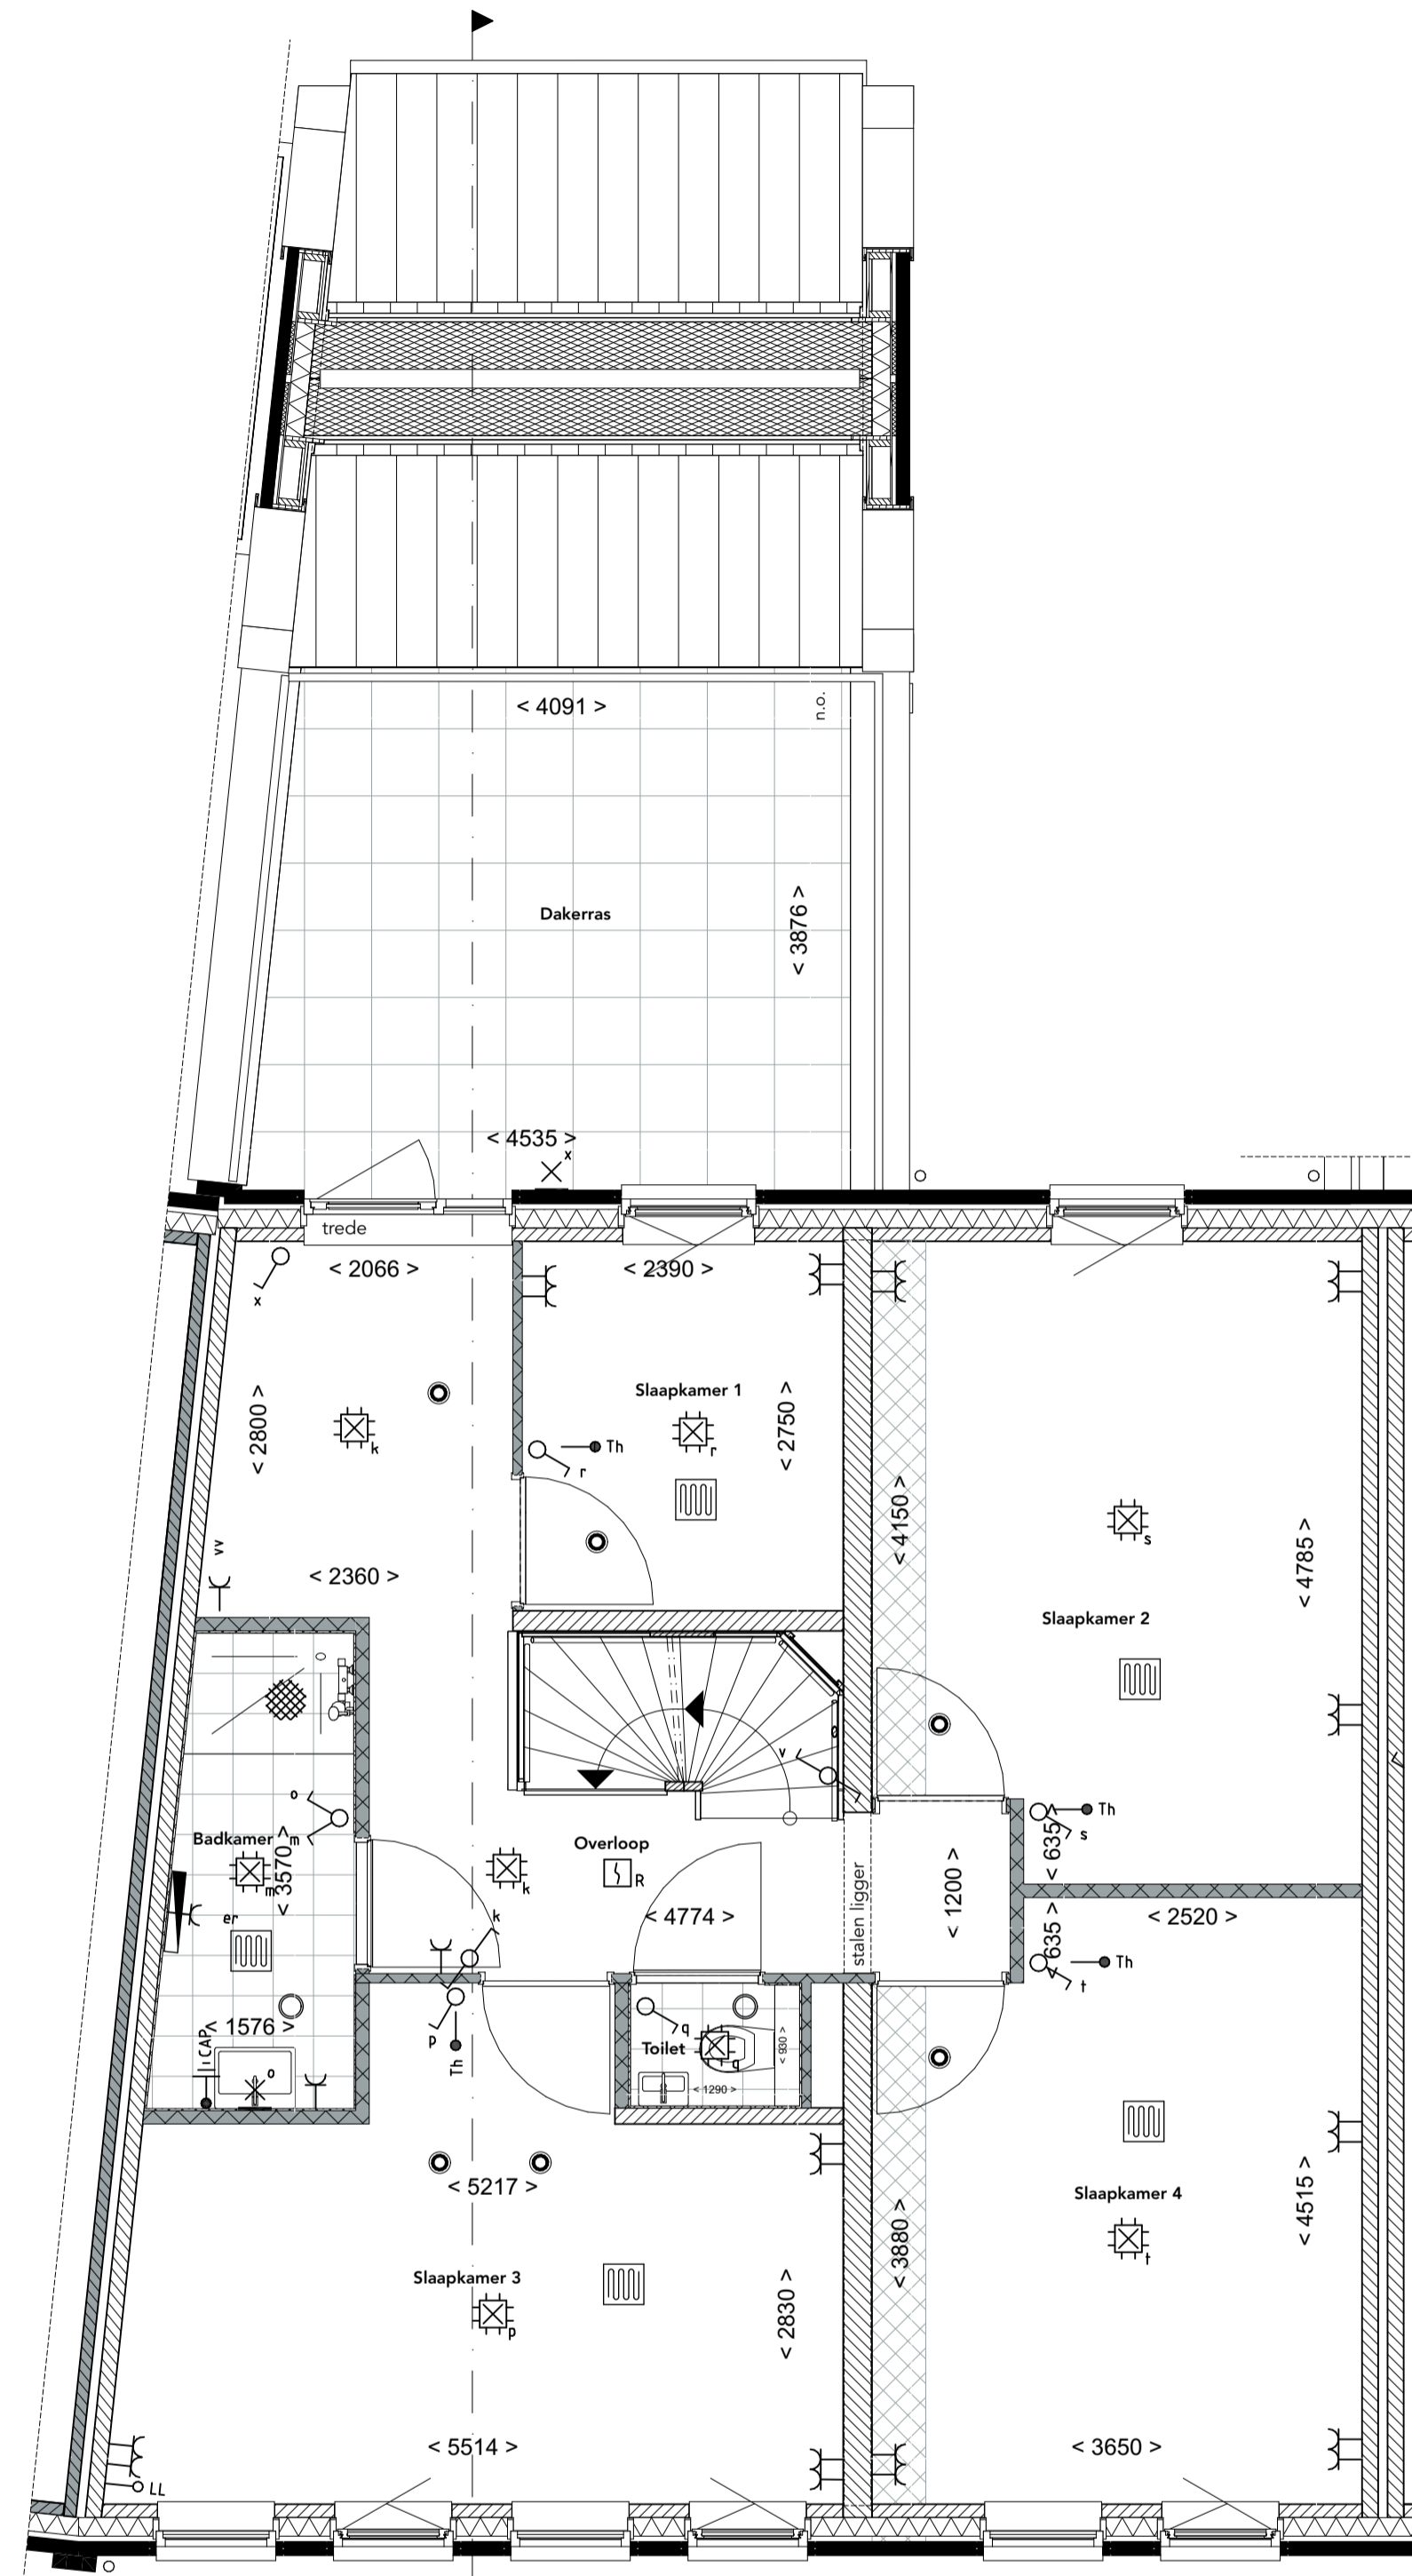 < 4091 >
n.o.
Dakerras
< 3876 >
< 4535 >
x
trede
< 2066 >
x
< 2390 >
Slaapkamer 1
< 2800 >
< 2750 >
k
r
Th
r
< 4150 >
s
< 4785 >
vv
< 2360 >
Slaapkamer 2
v
o
m
Badkamer
< 3570 >
m
er
Overloop
R
k
k
< 4774 >
stalen ligger
< 1200 >
< 635 >
Th
s
< 2520 >
< 635 >
Th
t
< 1576 >
CAP
o
p
Th
q
Toilet
q
< 930 >
< 1290 >
< 5217 >
Slaapkamer 3
p
< 2830 >
< 3880 >
Slaapkamer 4
t
< 4515 >
< 5514 >
< 3650 >
LL